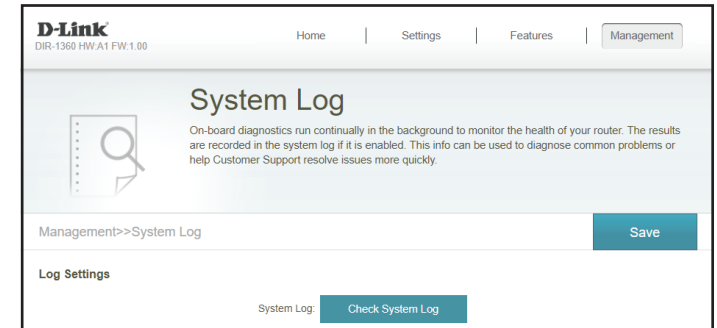 D-Link
DIR-1360 HW:A1 FW:1.00
Home | Settings | Features | Management
System Log
On-board diagnostics run continually in the background to monitor the health of your router. The results
are recorded in the system log if it is enabled. This info can be used to diagnose common problems or
help Customer Support resolve issues more quickly.
Management>>System Log
Save
Log Settings
System Log: Check System Log